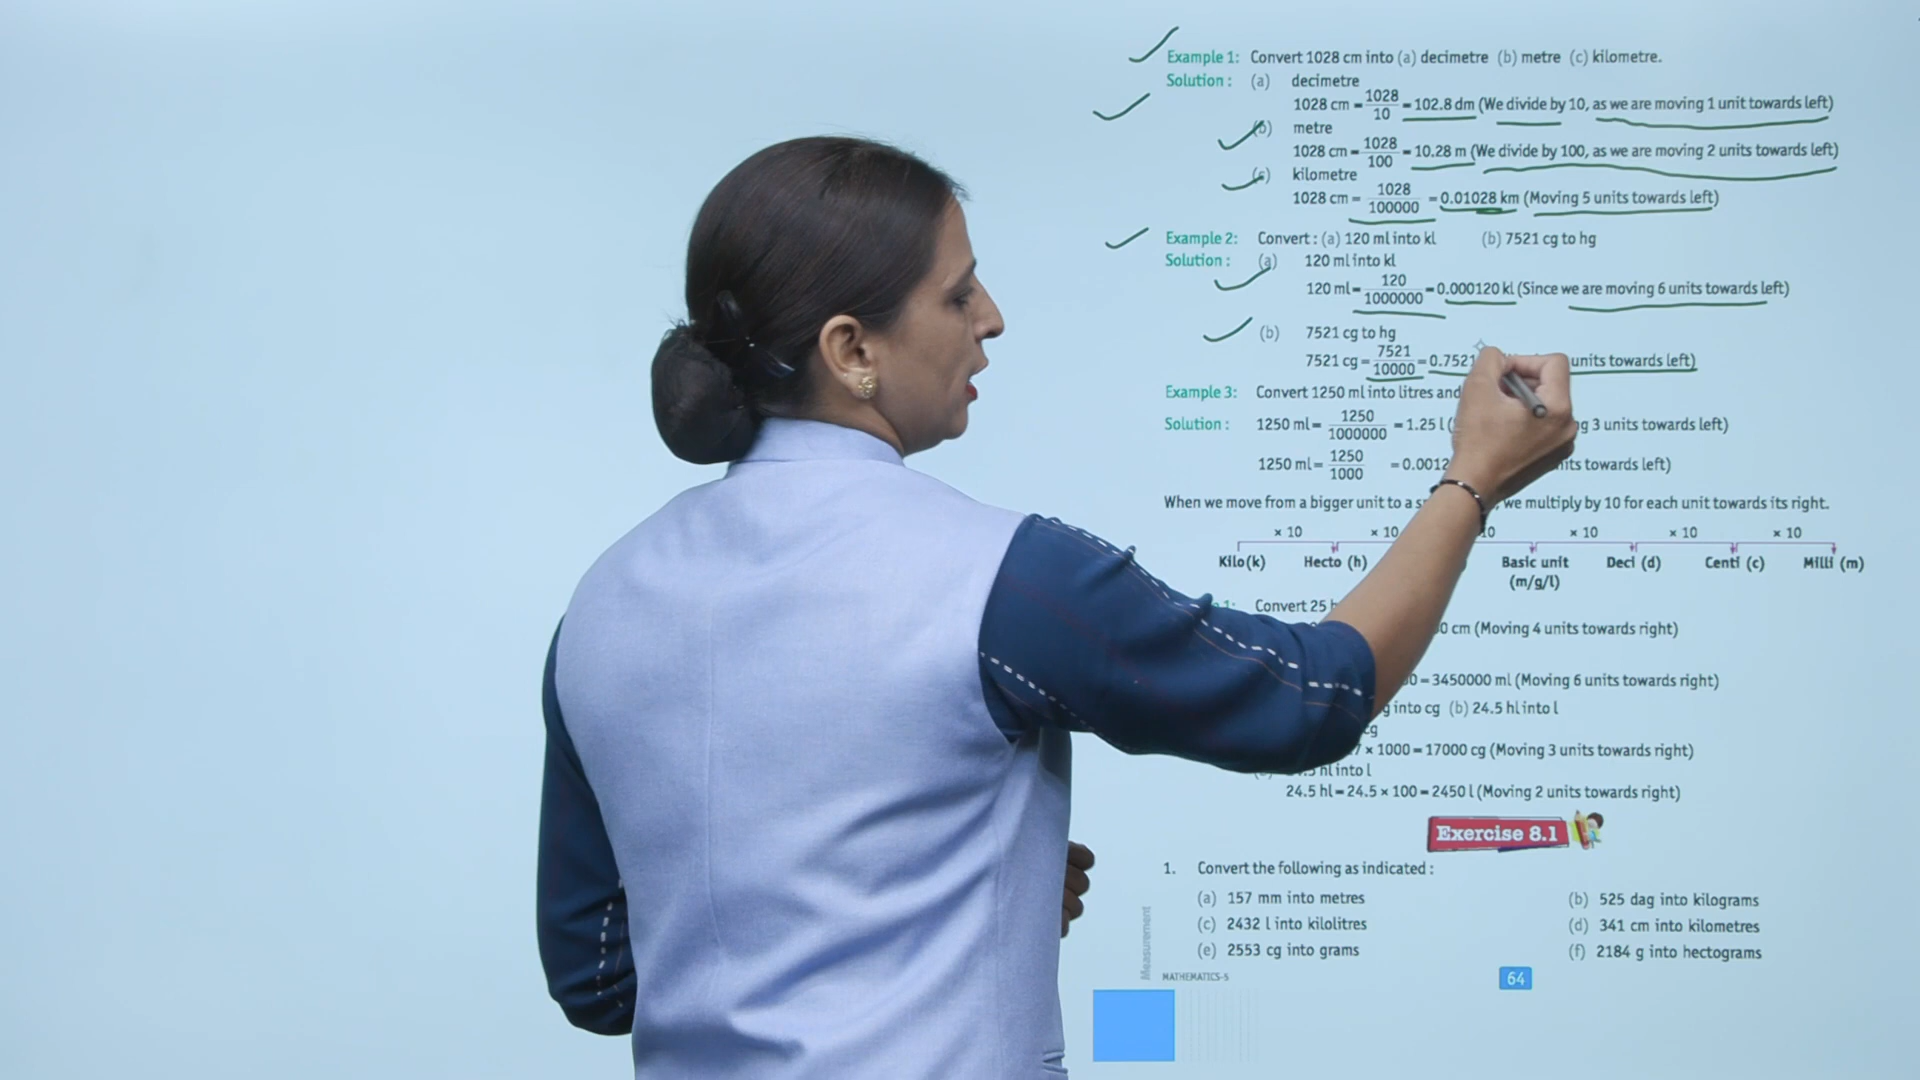 Example 1: Convert 1028 cm into (a) decimetre (b) metre (c) kilometre.
Solution : (a) decimetre
1028 cm = 1028/10 = 102.8 dm (We divide by 10, as we are moving 1 unit towards left)
(b) metre
1028 cm = 1028/100 = 10.28 m (We divide by 100, as we are moving 2 units towards left)
(c) kilometre
1028 cm = 1028/100000 = 0.01028 km (Moving 5 units towards left)
Example 2: Convert : (a) 120 ml into kl (b) 7521 cg to hg
Solution : (a) 120 ml into kl
120 ml = 120/1000000 = 0.000120 kl (Since we are moving 6 units towards left)
(b) 7521 cg to hg
7521 cg = 7521/10000 = 0.7521 units towards left)
Example 3: Convert 1250 ml into litres and
Solution : 1250 ml = 1250/1000000 = 1.25 l ( 3 units towards left)
1250 ml = 1250/1000 = 0.0012 towards left)
When we move from a bigger unit to a we multiply by 10 for each unit towards its right.
× 10 × 10 10 × 10 × 10 × 10
Kilo(k) Hecto (h) Basic unit Deci (d) Centi (c) Milli (m)
(m/g/l)
1: Convert 25
0 cm (Moving 4 units towards right)
0 = 3450000 ml (Moving 6 units towards right)
g into cg (b) 24.5 hl into l
cg
7 × 1000 = 17000 cg (Moving 3 units towards right)
hl into l
24.5 hl = 24.5 × 100 = 2450 l (Moving 2 units towards right)
Exercise 8.1
1. Convert the following as indicated :
(a) 157 mm into metres (b) 525 dag into kilograms
(c) 2432 l into kilolitres (d) 341 cm into kilometres
(e) 2553 cg into grams (f) 2184 g into hectograms
Measurement
MATHEMATICS-5
64